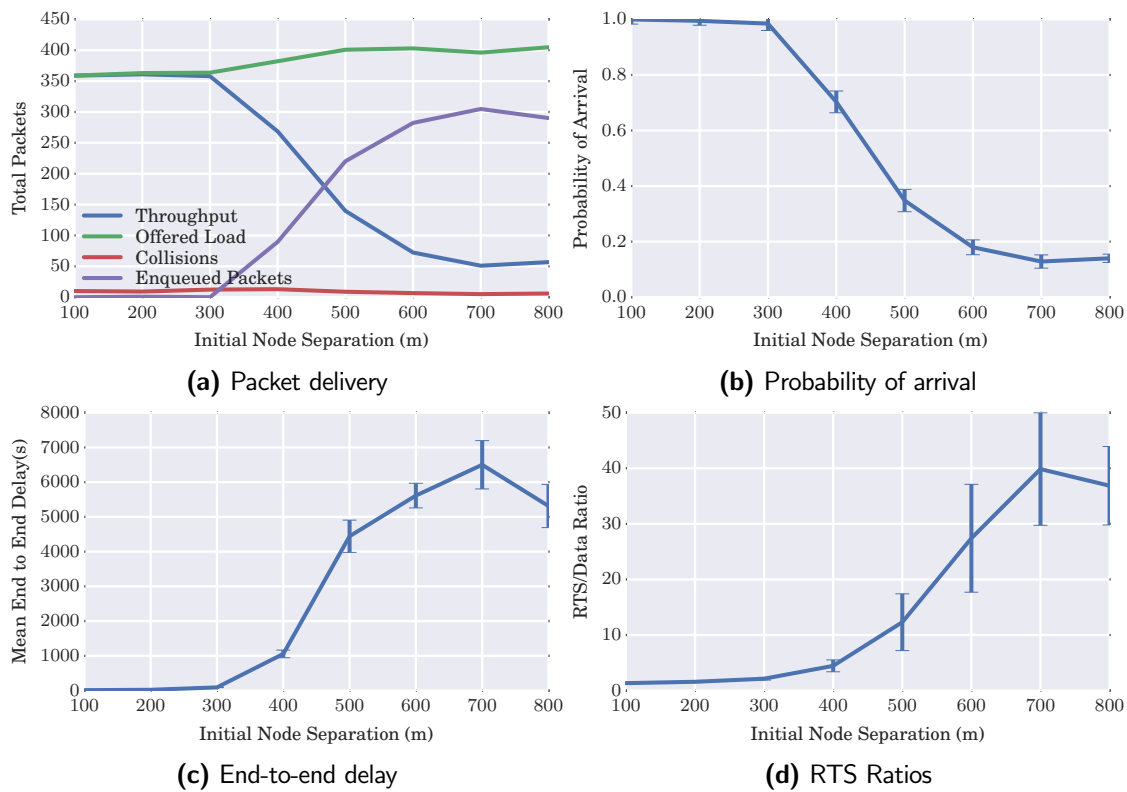 450
400
350
300
250
200
150
100
50
0
Total Packets
Throughput
Offered Load
Collisions
Enqueued Packets
100 200 300 400 500 600 700 800
Initial Node Separation (m)
(a) Packet delivery
1.0
0.8
0.6
0.4
0.2
0.0
Probability of Arrival
100 200 300 400 500 600 700 800
Initial Node Separation (m)
(b) Probability of arrival
8000
7000
6000
5000
4000
3000
2000
1000
0
Mean End to End Delay(s)
100 200 300 400 500 600 700 800
Initial Node Separation (m)
(c) End-to-end delay
50
40
30
20
10
0
RTS/Data Ratio
100 200 300 400 500 600 700 800
Initial Node Separation (m)
(d) RTS Ratios